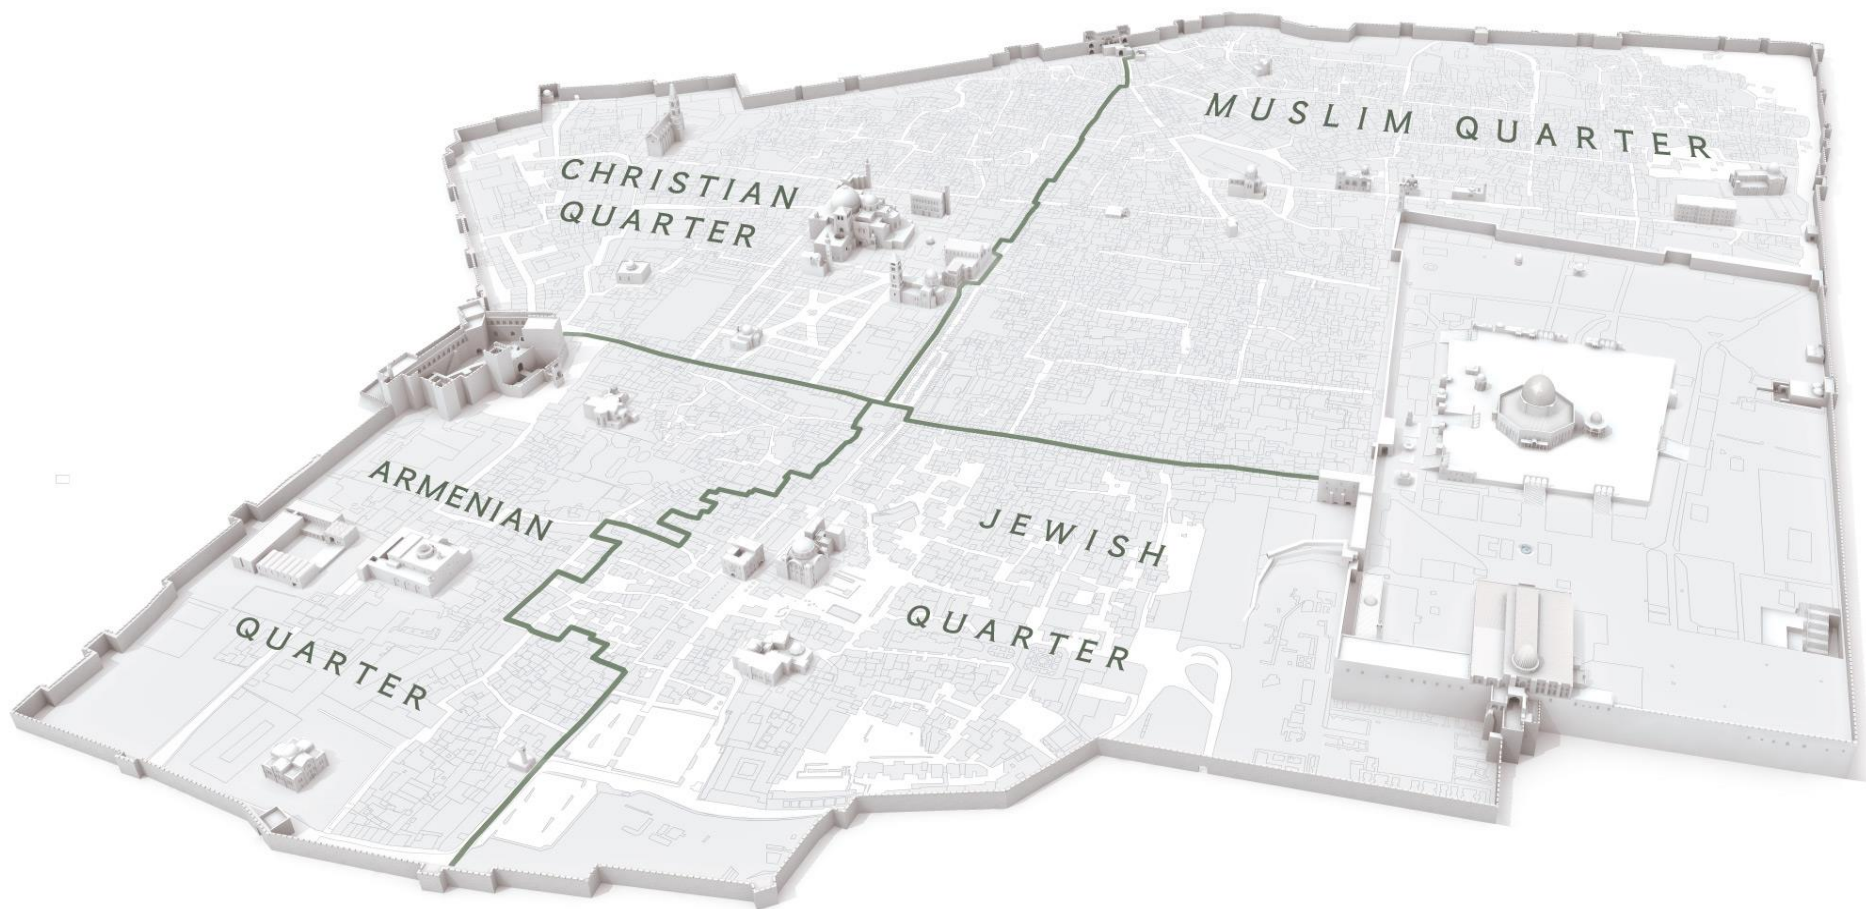 MUSLIM QUARTER
CHRISTIAN
QUARTER
ARMENIAN
QUARTER
JEWISH
QUARTER